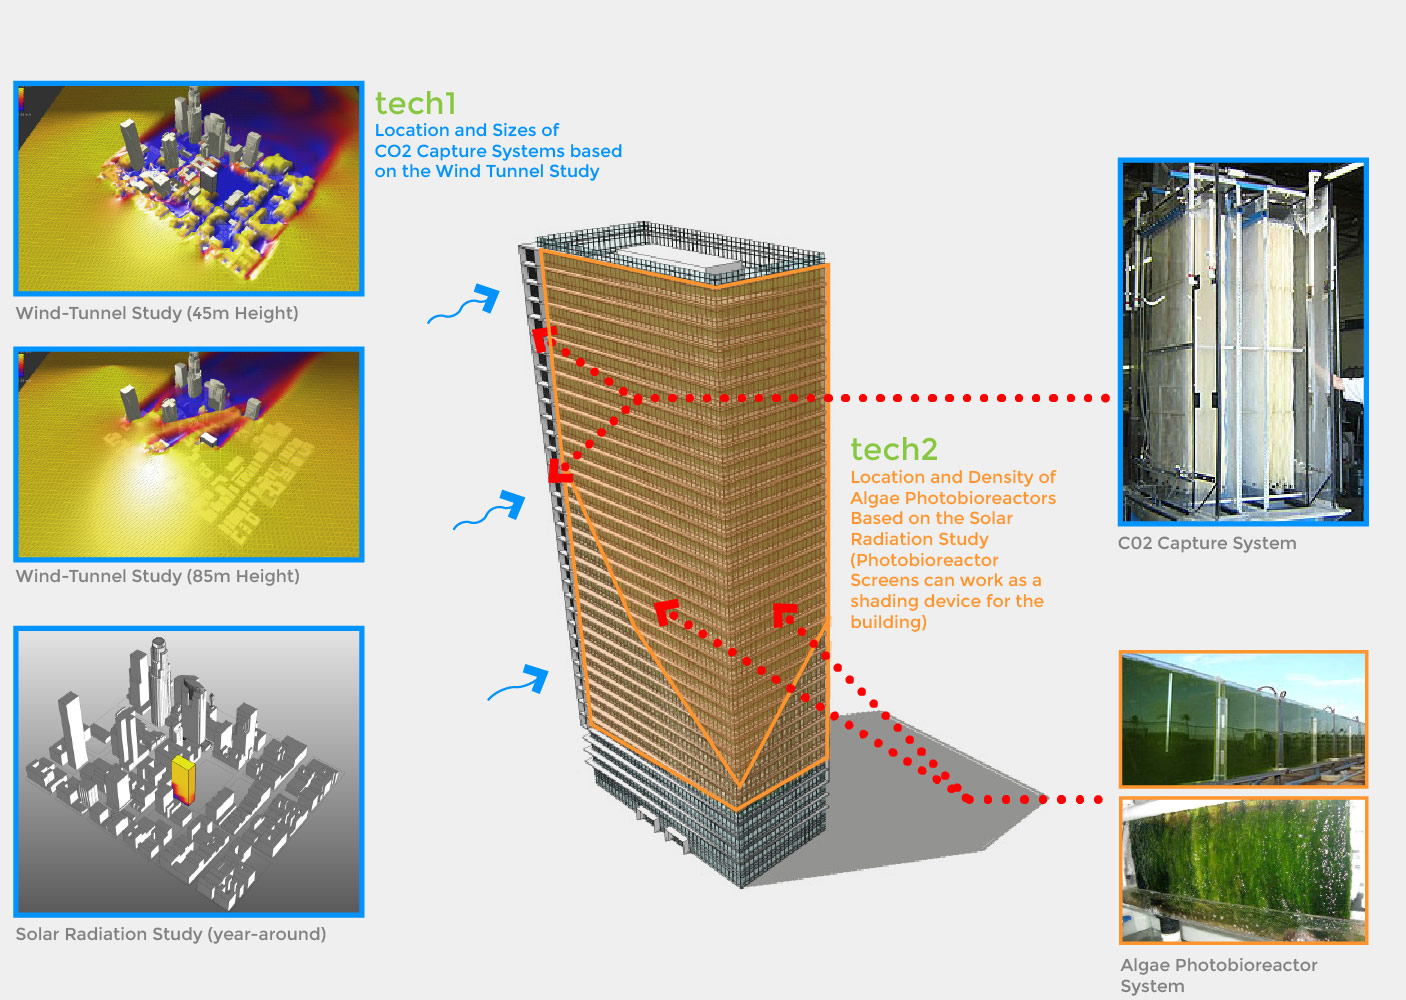 tech1
Location and Sizes of
CO2 Capture Systems based
on the Wind Tunnel Study
Wind-Tunnel Study (45m Height)
Wind-Tunnel Study (85m Height)
Solar Radiation Study (year-around)
tech2
Location and Density of
Algae Photobioreactors
Based on the Solar
Radiation Study
(Photobioreactor
Screens can work as a
shading device for the
building)
C02 Capture System
Algae Photobioreactor
System